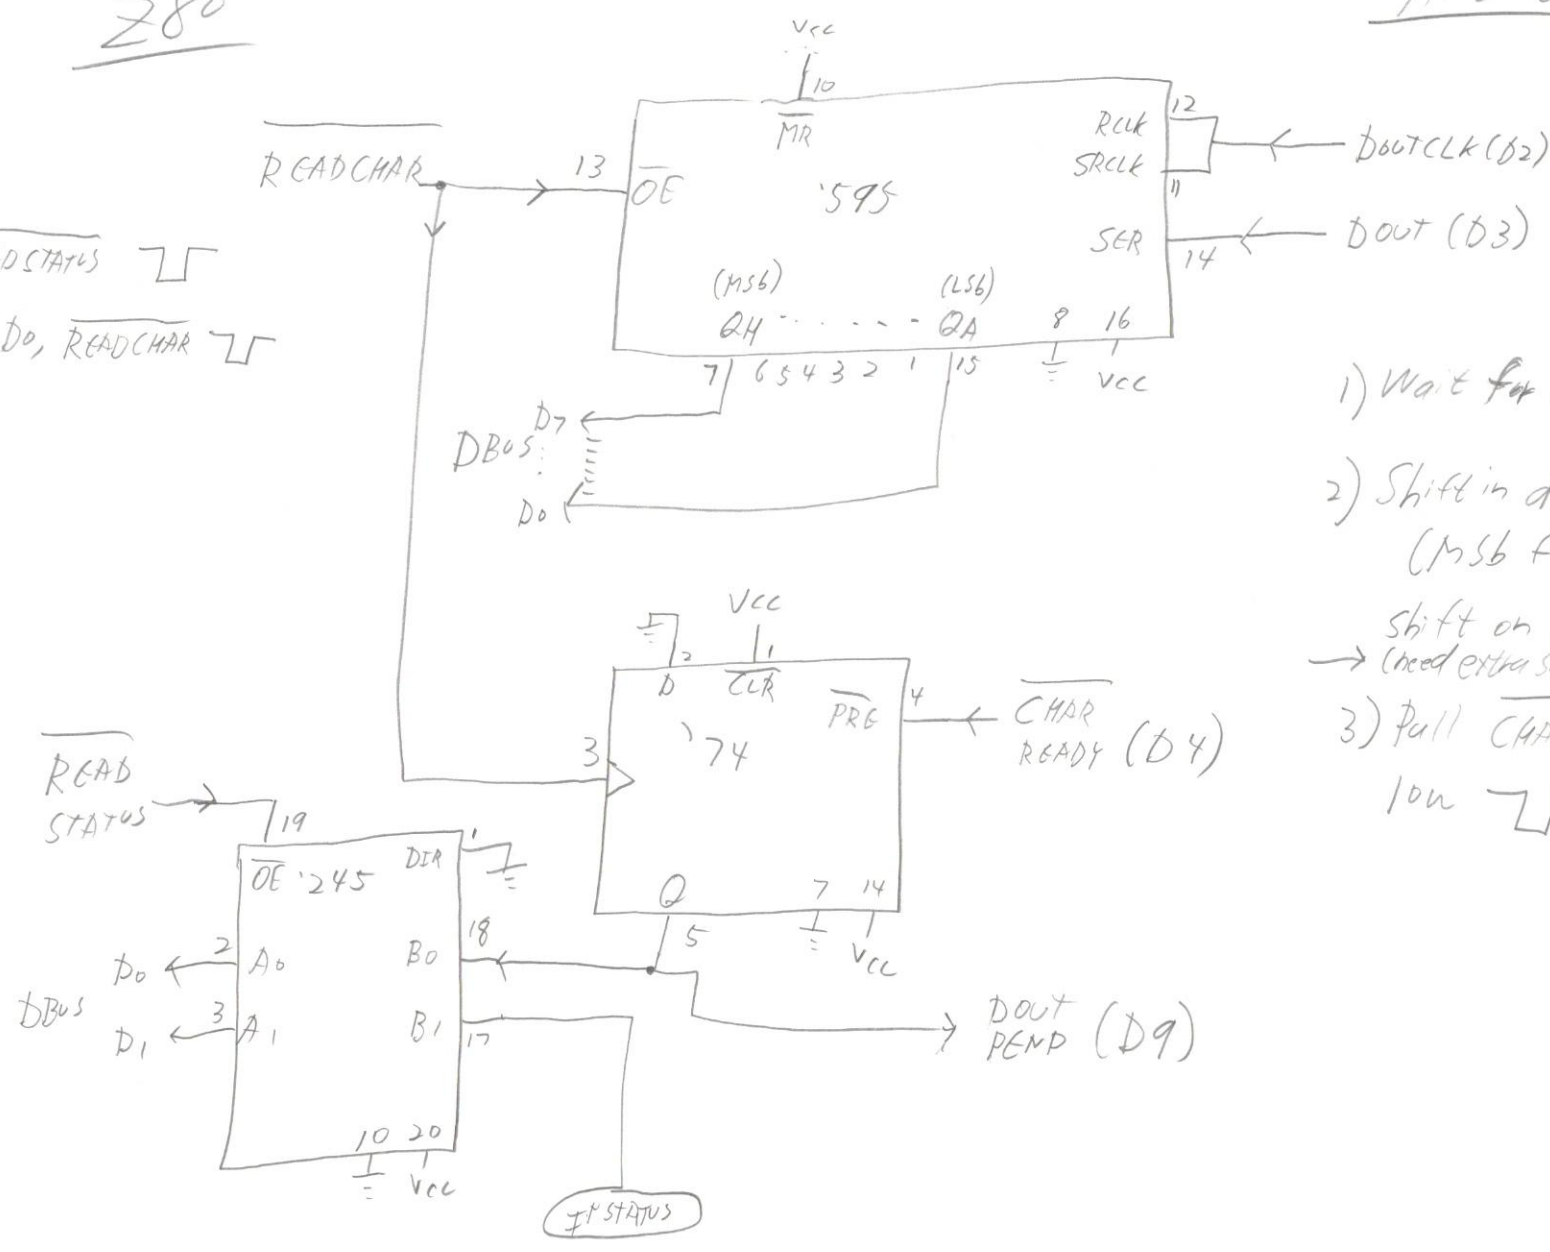 Z80
Vcc
10
MR
READCHAR
13
OE
'595
RCLK
SRCLK
12
11
DOUTCLK (D2)
SER
14
DOUT (D3)
DSTATUS
D0, READCHAR
(MSb)
(LSb)
QH
QA
8
16
7 6 5 4 3 2 1 15
Vcc
DBUS
D7
D0
1) Wait for
2) Shift in
(MSb
shift on
→ (need extra
3) Pull
10u
Vcc
2
1
D
CLR
PRE
4
CHAR
READY (D4)
3
'74
Q
7
14
5
Vcc
READ
STATUS
19
OE '245
DIR
1
DBUS
D0
2
A0
B0
18
D1
3
A1
B1
17
DOUT
PEND (D9)
10 20
Vcc
STATUS